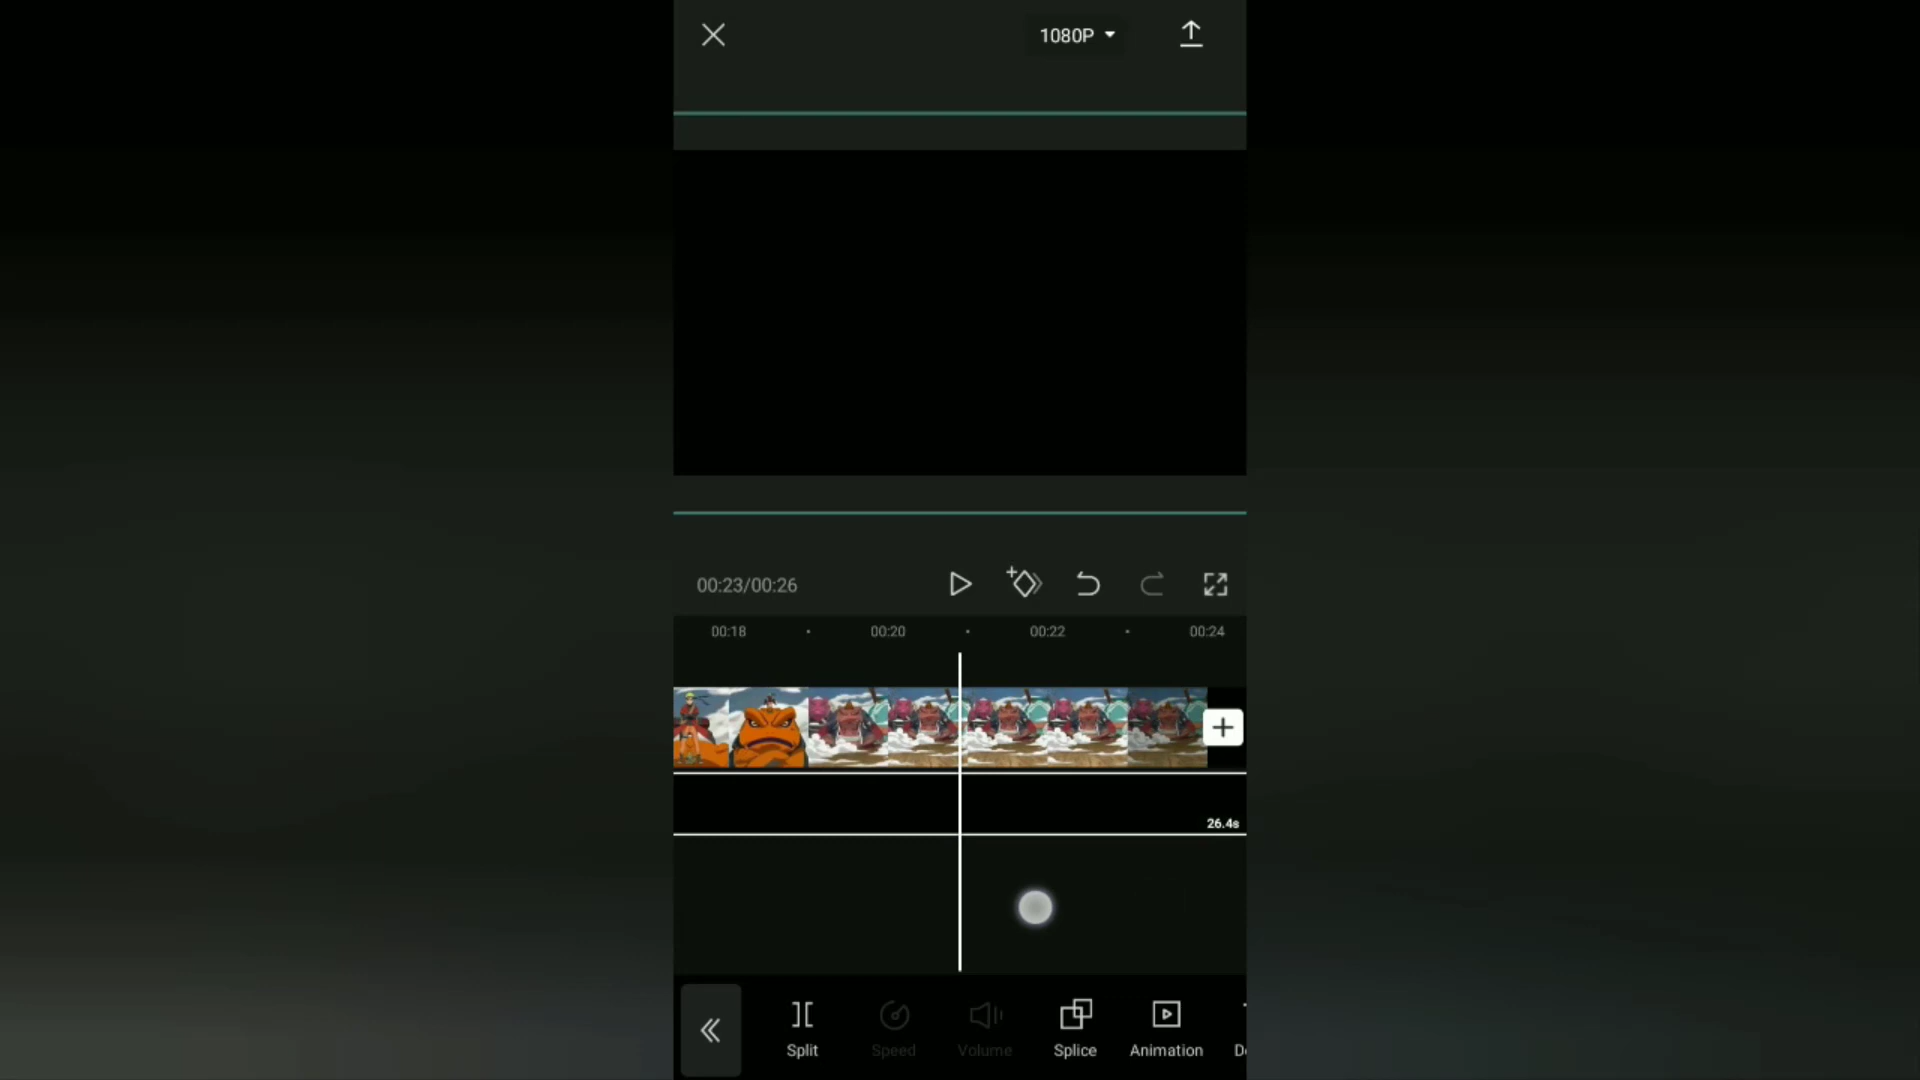 1080P
00:23/00:26
00:18
00:20
00:22
00:24
26.4s
Split
Speed
Volume
Splice
Animation